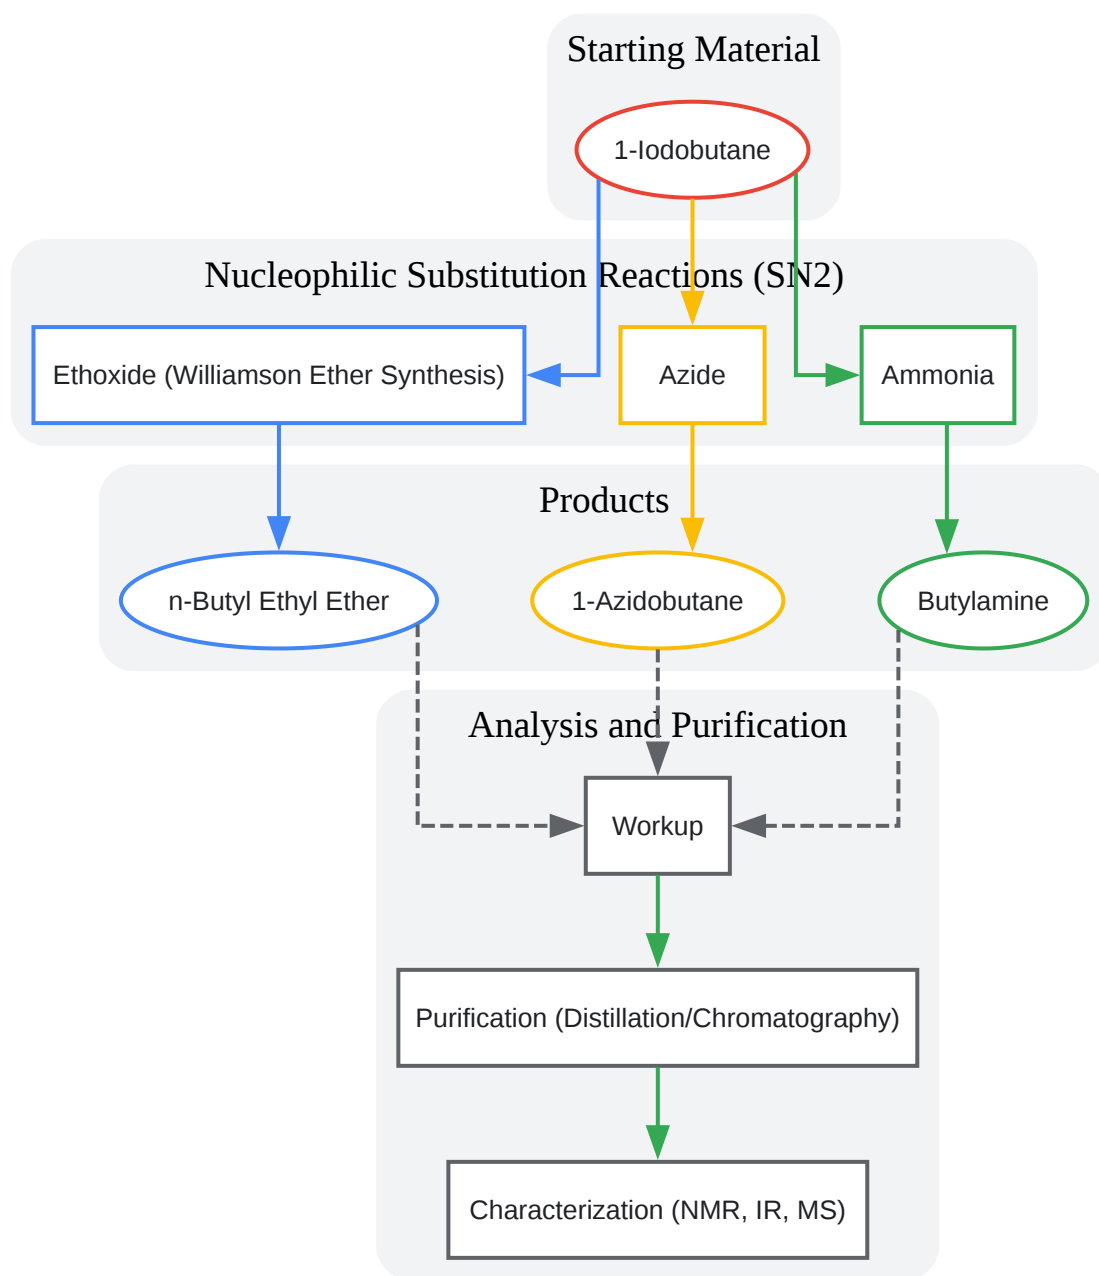 Starting Material
1-Iodobutane
Nucleophilic Substitution Reactions (SN2)
Ethoxide (Williamson Ether Synthesis)
Azide
Ammonia
Products
n-Butyl Ethyl Ether
1-Azidobutane
Butylamine
Analysis and Purification
Workup
Purification (Distillation/Chromatography)
Characterization (NMR, IR, MS)